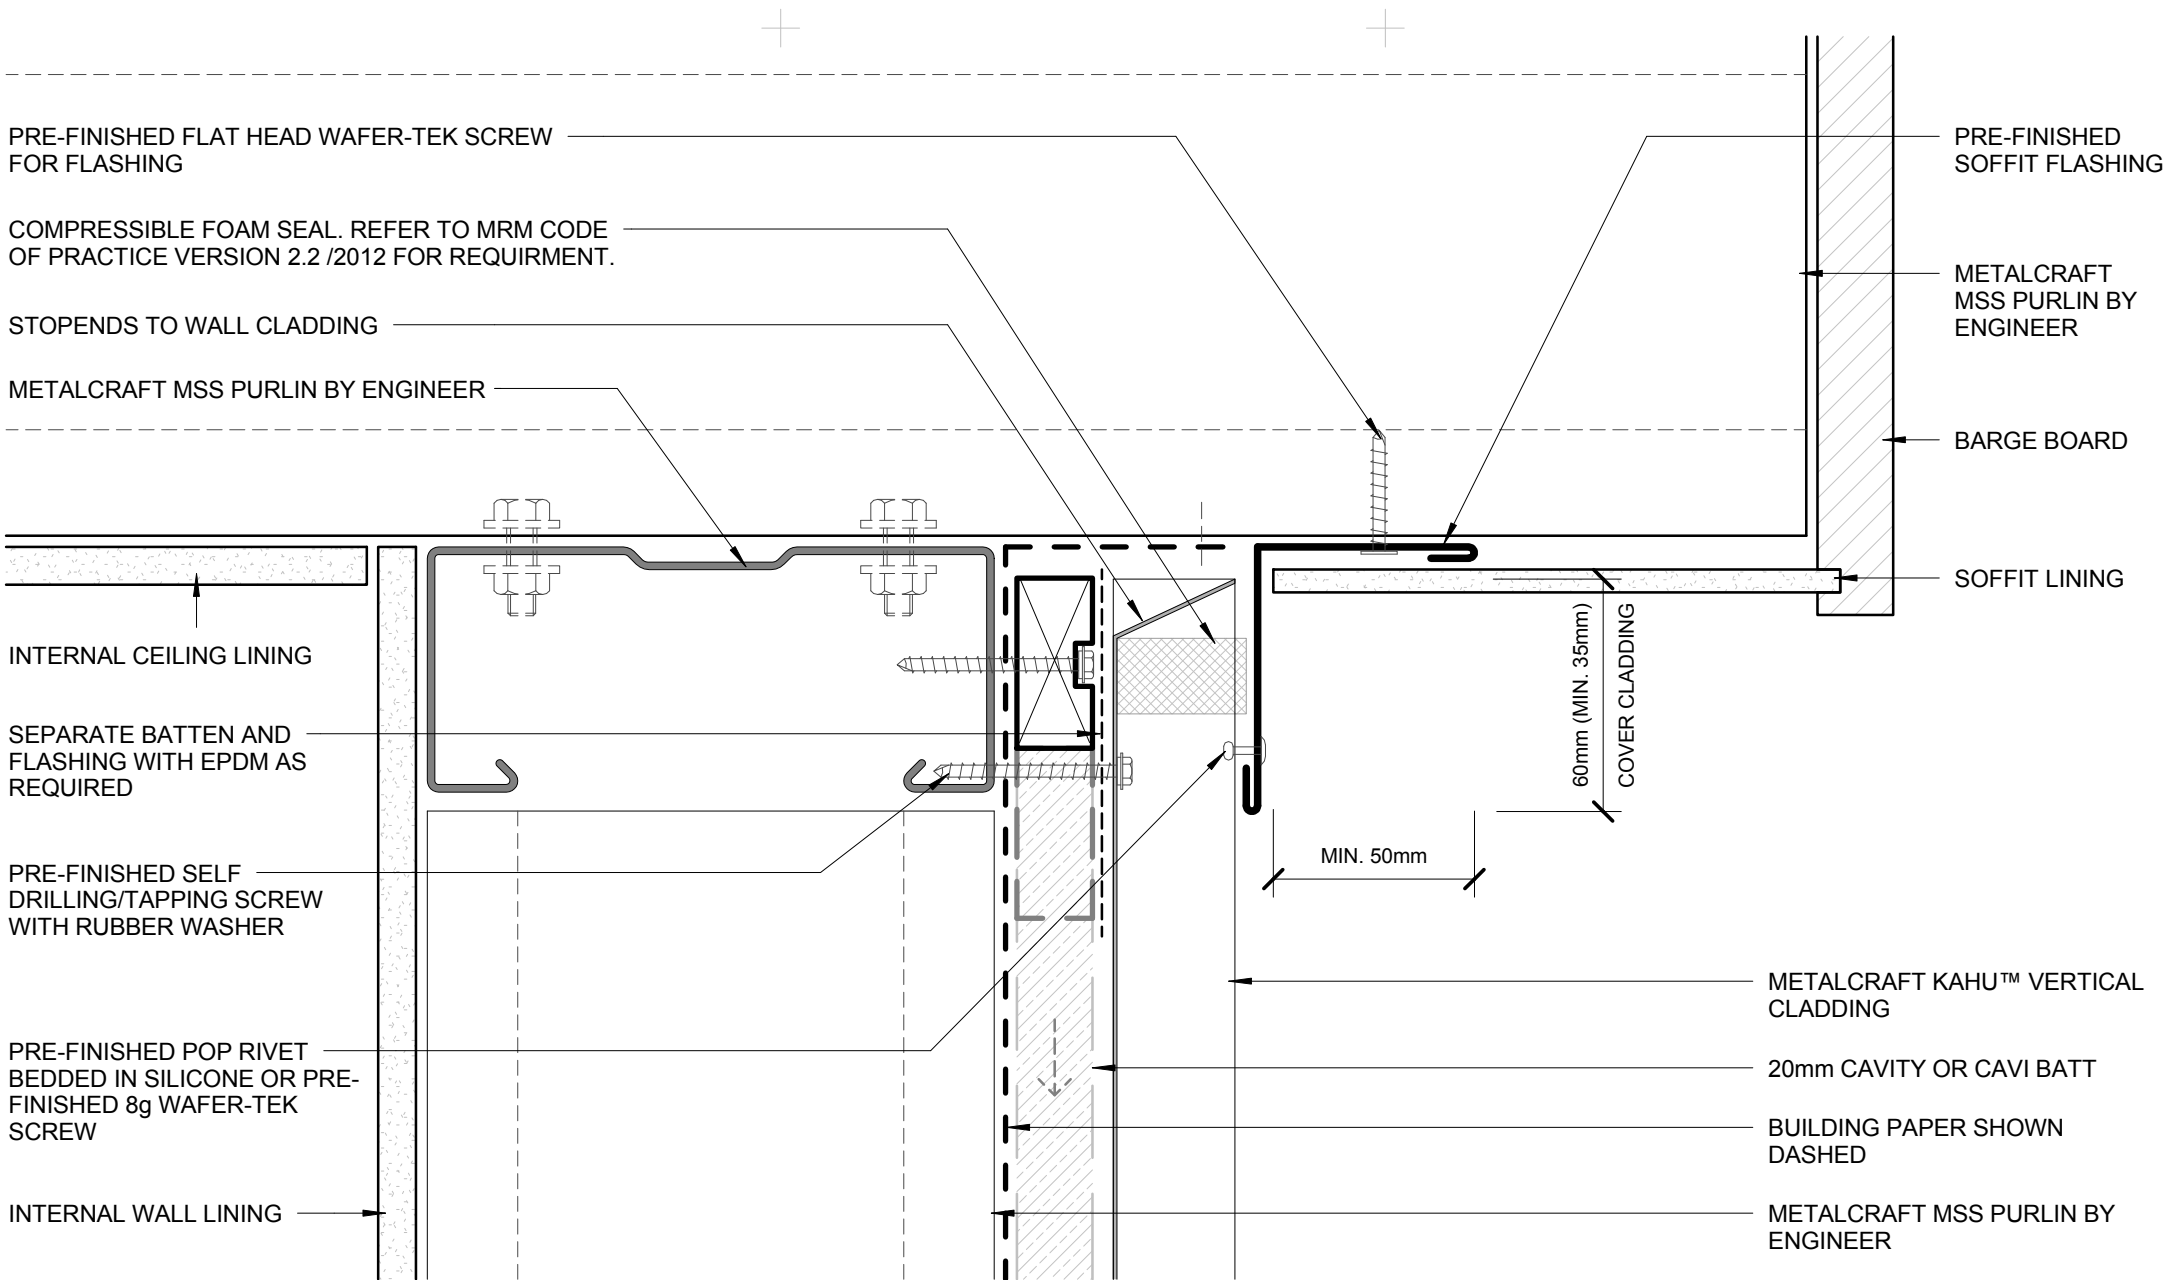 PRE-FINISHED FLAT HEAD WAFER-TEK SCREW
FOR FLASHING
COMPRESSIBLE FOAM SEAL. REFER TO MRM CODE
OF PRACTICE VERSION 2.2 /2012 FOR REQUIRMENT.
STOPENDS TO WALL CLADDING
METALCRAFT MSS PURLIN BY ENGINEER
INTERNAL CEILING LINING
SEPARATE BATTEN AND
FLASHING WITH EPDM AS
REQUIRED
PRE-FINISHED SELF
DRILLING/TAPPING SCREW
WITH RUBBER WASHER
PRE-FINISHED POP RIVET
BEDDED IN SILICONE OR PRE-
FINISHED 8g WAFER-TEK
SCREW
INTERNAL WALL LINING
PRE-FINISHED
SOFFIT FLASHING
METALCRAFT
MSS PURLIN BY
ENGINEER
BARGE BOARD
SOFFIT LINING
60mm (MIN. 35mm)
COVER CLADDING
MIN. 50mm
METALCRAFT KAHU™ VERTICAL
CLADDING
20mm CAVITY OR CAVI BATT
BUILDING PAPER SHOWN
DASHED
METALCRAFT MSS PURLIN BY
ENGINEER